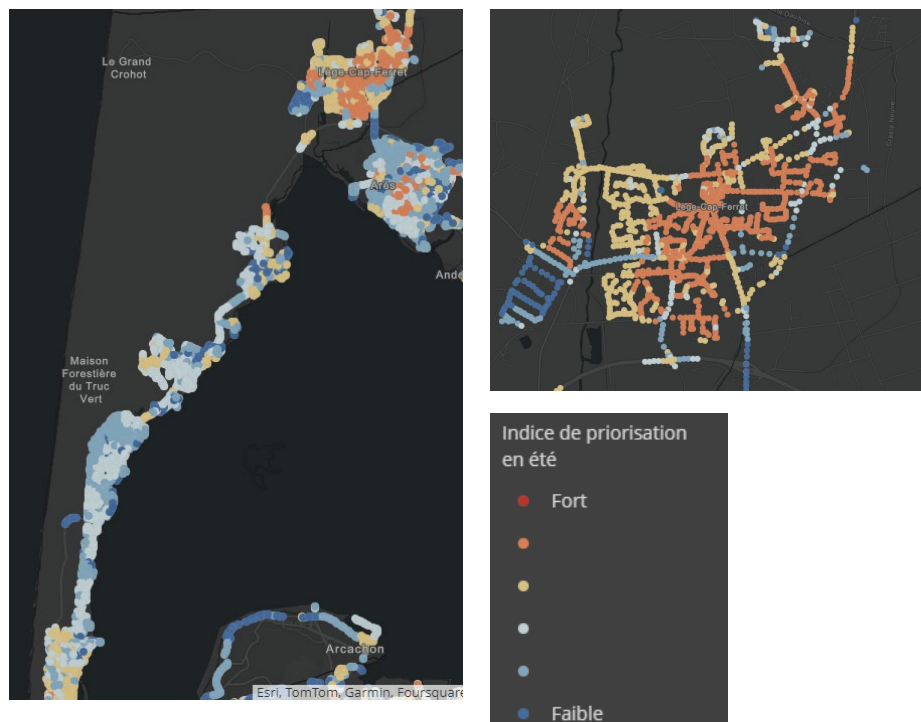 Le Grand
Crohot
Lège-Cap-Ferret
Arès
Maison
Forestière
du Truc
Vert
Arcachon
Esri, TomTom, Garmin, Foursquare
Lège-Cap-Ferret
Indice de priorisation
en été
Fort
Faible